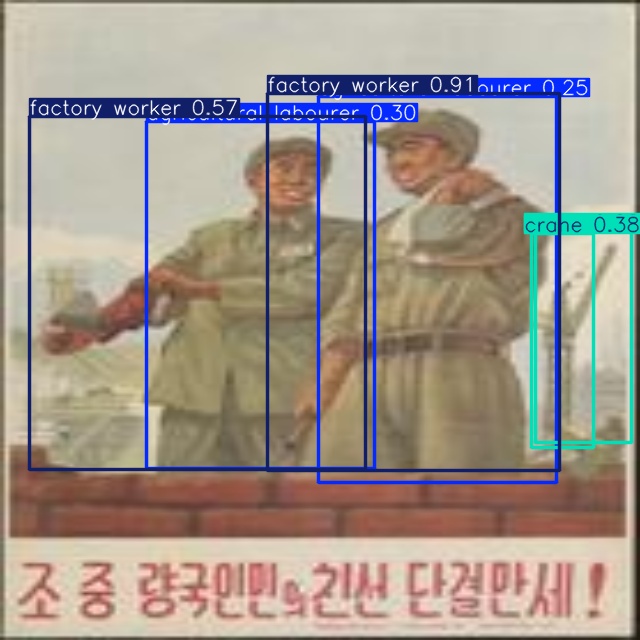 factory worker 0.91
ourer 0.25
factory worker 0.57
agricultural labourer 0.30
crane 0.38
조중 량국인민의 친선 단결만세!